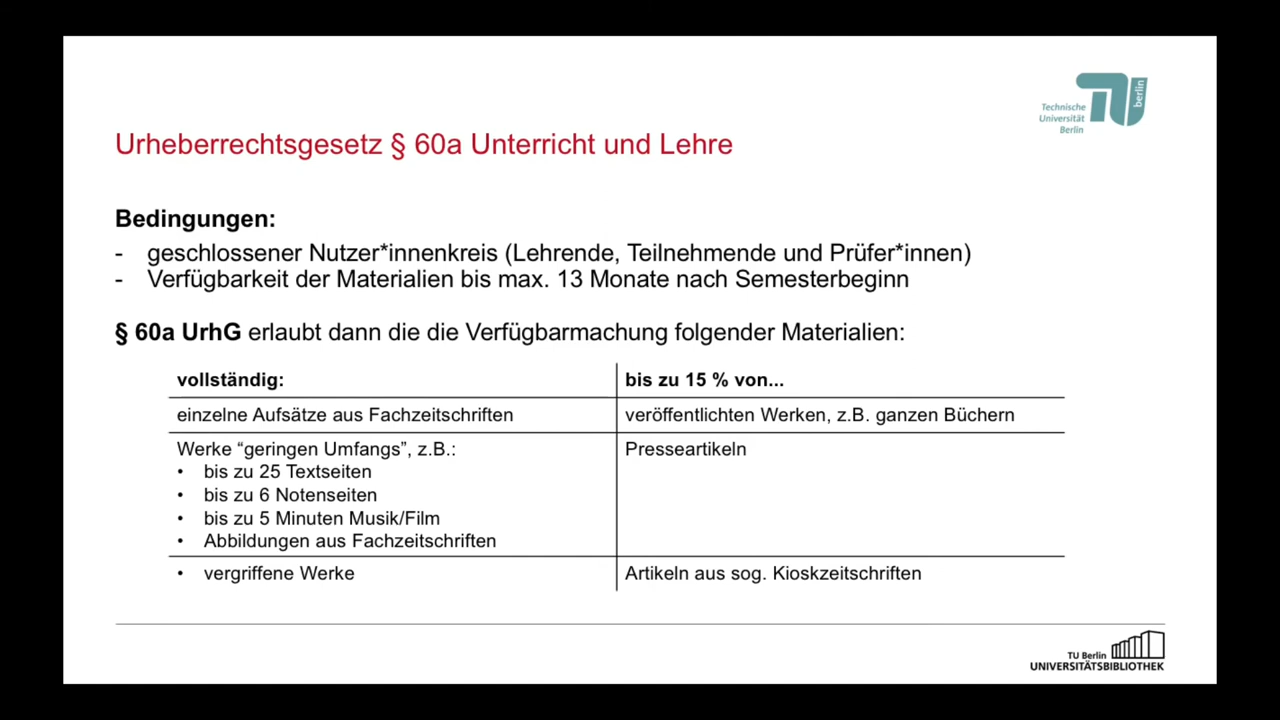 Technische
Universität
Berlin
berlin
Urheberrechtsgesetz § 60a Unterricht und Lehre
Bedingungen:
- geschlossener Nutzer*innenkreis (Lehrende, Teilnehmende und Prüfer*innen)
- Verfügbarkeit der Materialien bis max. 13 Monate nach Semesterbeginn
§ 60a UrhG erlaubt dann die die Verfügbarmachung folgender Materialien:
vollständig: bis zu 15 % von...
einzelne Aufsätze aus Fachzeitschriften veröffentlichten Werken, z.B. ganzen Büchern
Werke “geringen Umfangs”, z.B.: Presseartikeln
• bis zu 25 Textseiten
• bis zu 6 Notenseiten
• bis zu 5 Minuten Musik/Film
• Abbildungen aus Fachzeitschriften
• vergriffene Werke Artikeln aus sog. Kioskzeitschriften
TU Berlin
UNIVERSITÄTSBIBLIOTHEK